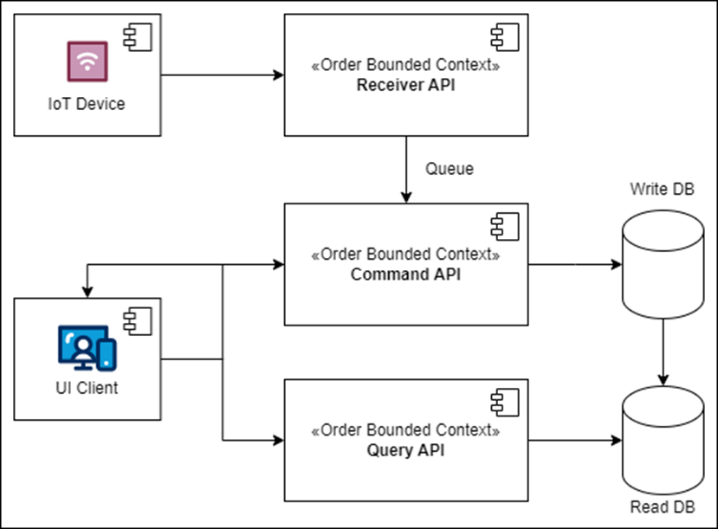 IoT Device
«Order Bounded Context»
Receiver API
Queue
Write DB
«Order Bounded Context»
Command API
UI Client
«Order Bounded Context»
Query API
Read DB